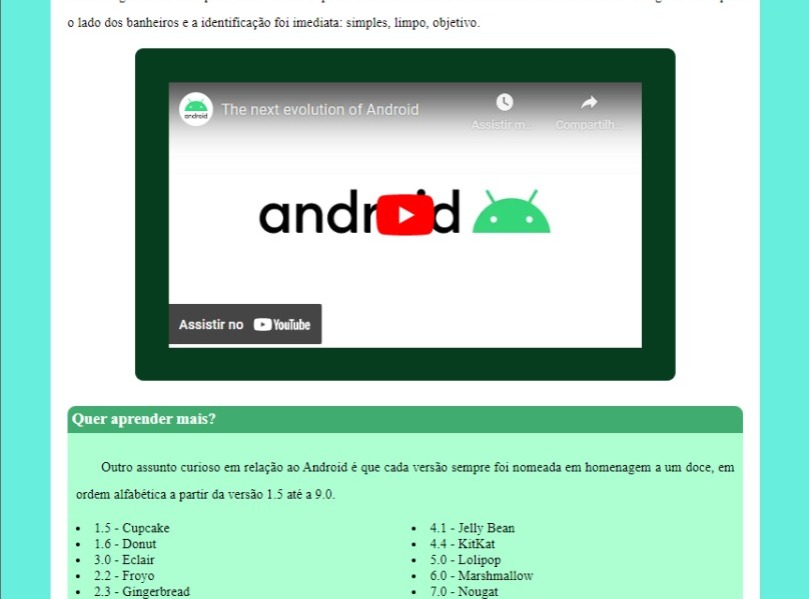 o lado dos banheiros e a identificação foi imediata: simples, limpo, objetivo.
android
The next evolution of Android
Assistir m...
Compartilh...
android
Assistir no YouTube
Quer aprender mais?
Outro assunto curioso em relação ao Android é que cada versão sempre foi nomeada em homenagem a um doce, em
ordem alfabética a partir da versão 1.5 até a 9.0.
1.5 - Cupcake
1.6 - Donut
3.0 - Eclair
2.2 - Froyo
2.3 - Gingerbread
4.1 - Jelly Bean
4.4 - KitKat
5.0 - Lolipop
6.0 - Marshmallow
7.0 - Nougat